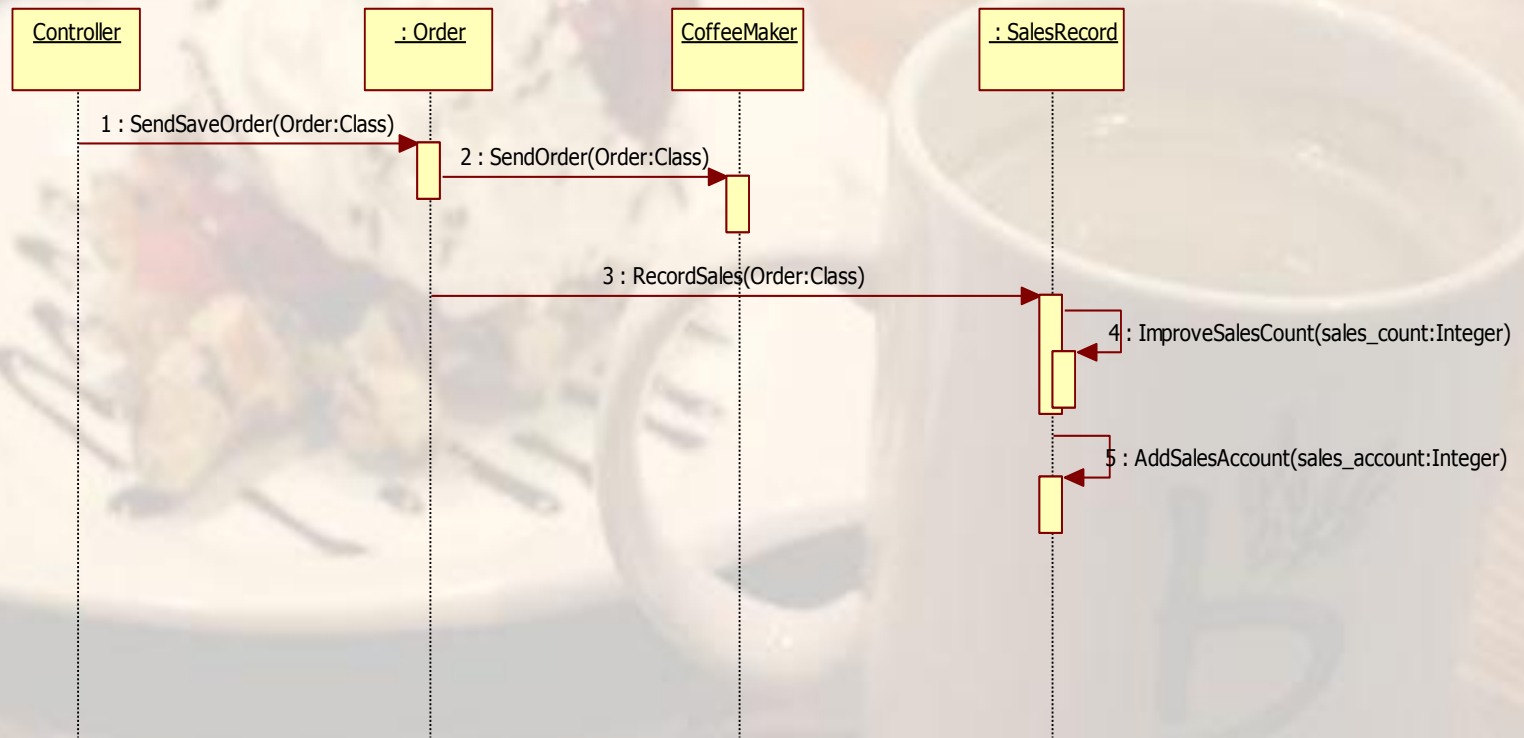 Controller
: Order
CoffeeMaker
: SalesRecord
1 : SendSaveOrder(Order:Class)
2 : SendOrder(Order:Class)
3 : RecordSales(Order:Class)
4 : ImproveSalesCount(sales_count:Integer)
5 : AddSalesAccount(sales_account:Integer)